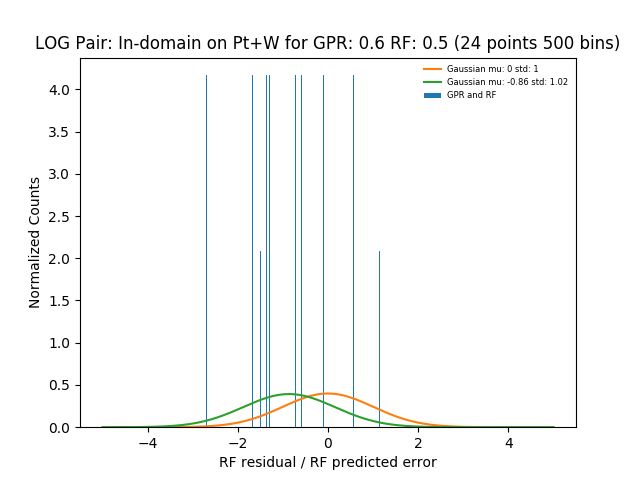 LOG Pair: In-domain on Pt+W for GPR: 0.6 RF: 0.5 (24 points 500 bins)
Gaussian mu: 0 std: 1
Gaussian mu: -0.86 std: 1.02
GPR and RF
Normalized Counts
4.0
3.5
3.0
2.5
2.0
1.5
1.0
0.5
0.0
−4
−2
0
2
4
RF residual / RF predicted error